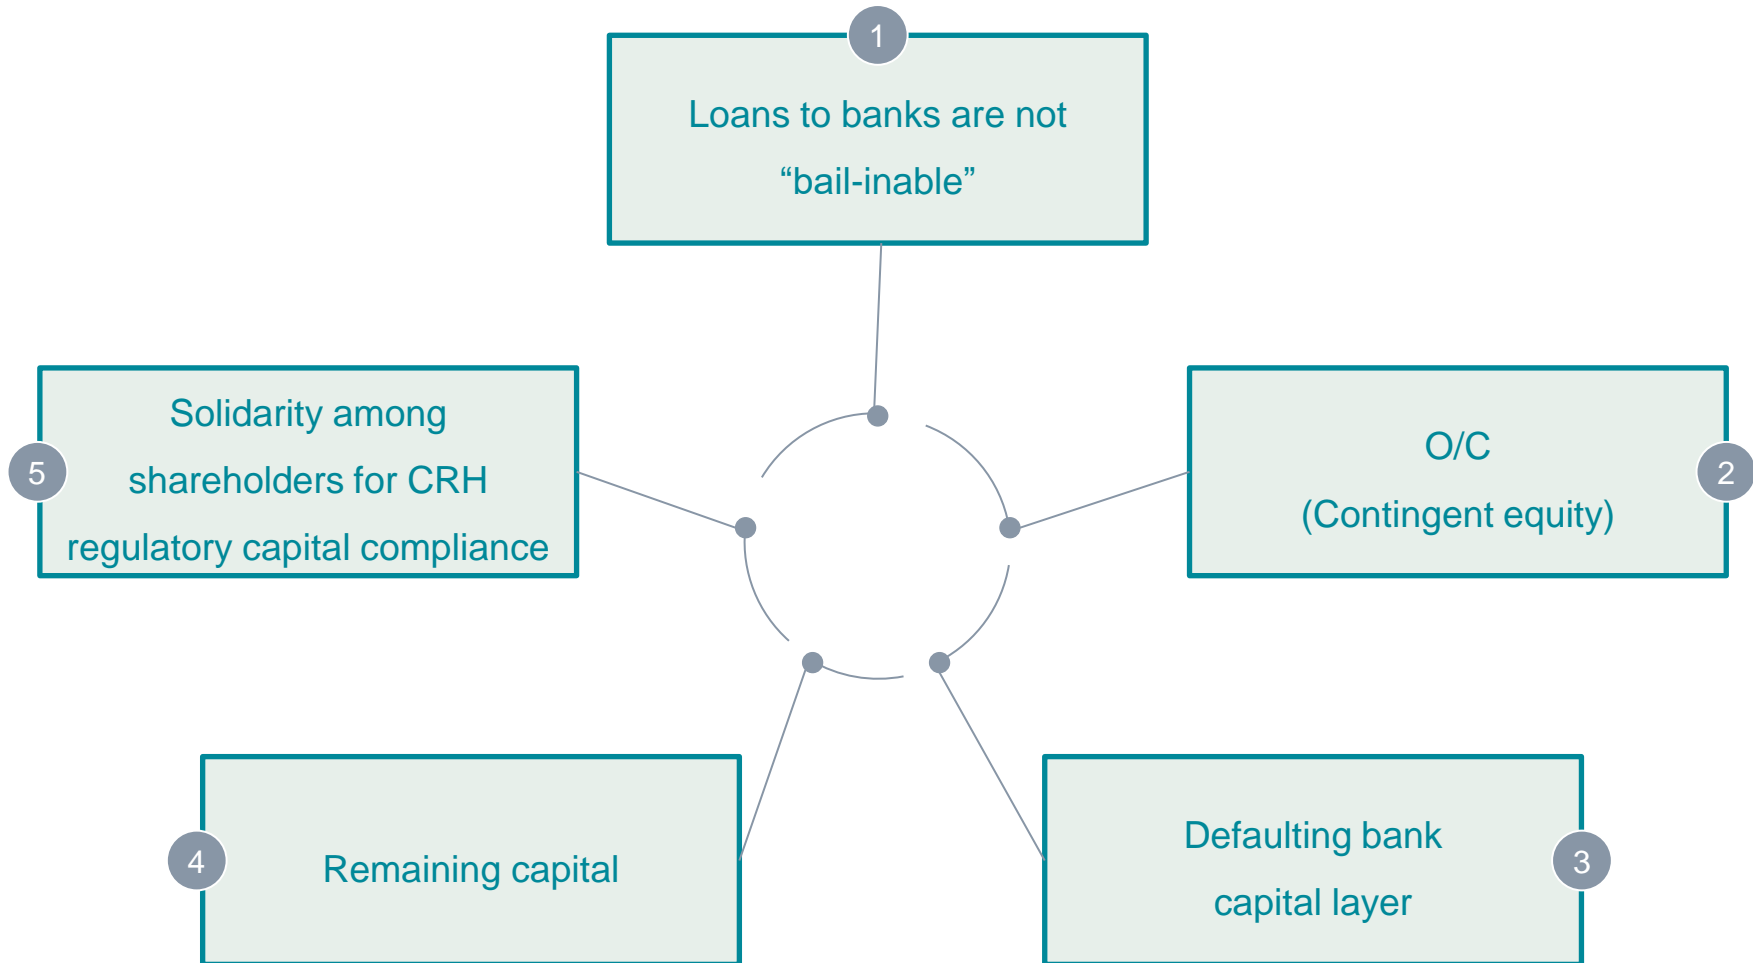 1
Loans to banks are not
“bail-inable”
2
O/C
(Contingent equity)
3
Defaulting bank
capital layer
4
Remaining capital
5
Solidarity among
shareholders for CRH
regulatory capital compliance